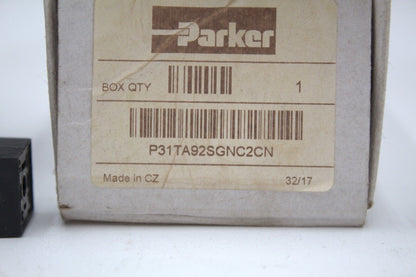 Parker
BOX QTY 1
P31TA92SGNC2CN
Made in CZ 32/17